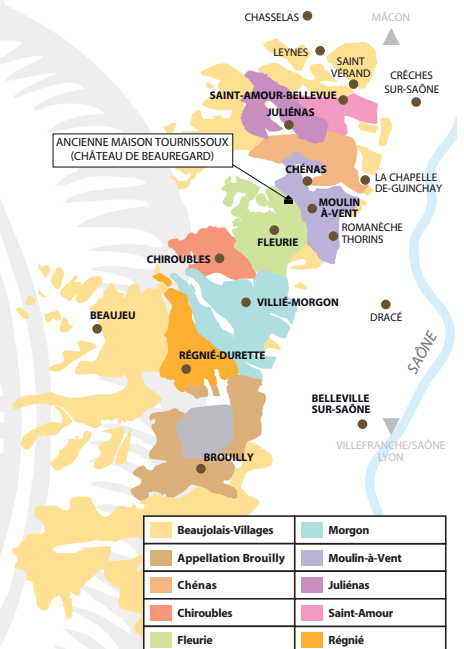 CHASSELAS
MÂCON
LEYNES
SAINT
VÉRAND
CRÊCHES
SUR-SAÔNE
SAINT-AMOUR-BELLEVUE
JULIÉNAS
ANCIENNE MAISON TOURNISSOUX
(CHÂTEAU DE BEAUREGARD)
CHÉNAS
LA CHAPELLE
DE-GUINCHAY
MOULIN
À-VENT
ROMANÈCHE
THORINS
FLEURIE
CHIROUBLES
VILLIÉ-MORGON
BEAUJEU
DRACÉ
SAÔNE
RÉGNIÉ-DURETTE
BELLEVILLE
SUR-SAÔNE
VILLEFRANCHE/SAÔNE
LYON
BROUILLY
Beaujolais-Villages
Morgon
Appellation Brouilly
Moulin-à-Vent
Chénas
Juliénas
Chiroubles
Saint-Amour
Fleurie
Régnié